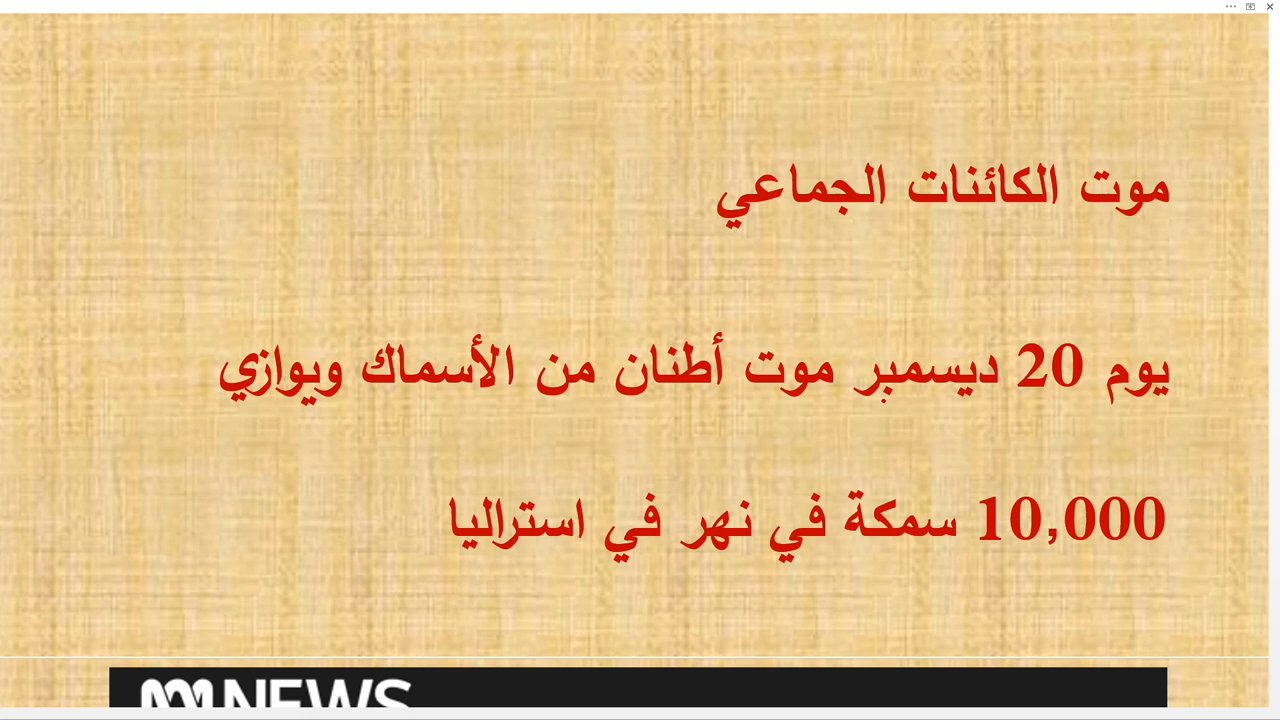 موت الكائنات الجماعي
يوم 20 ديسمبر موت أطنان من الأسماك ويوازي
10,000 سمكة في نهر في استراليا
NEWS